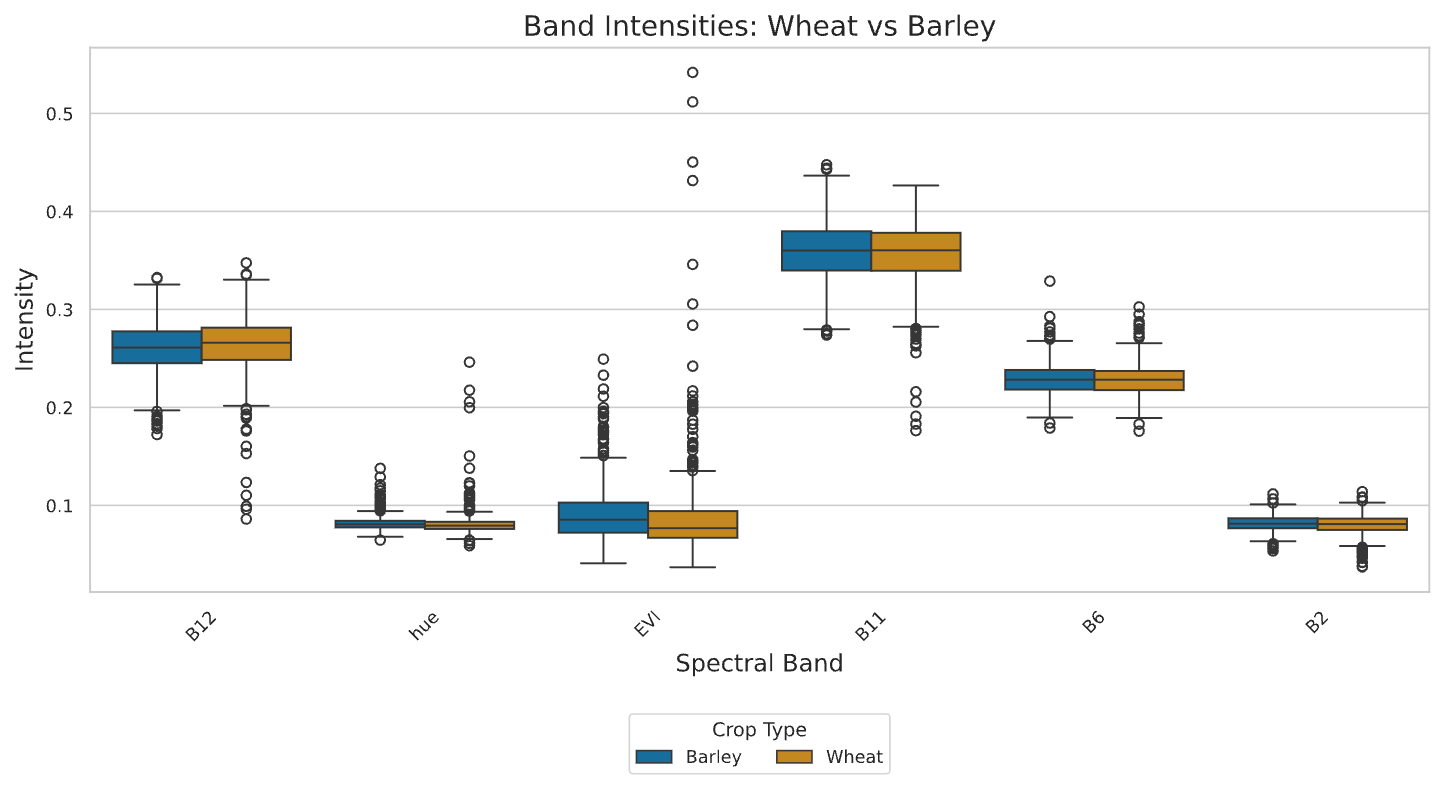 Band Intensities: Wheat vs Barley
Intensity
0.5
0.4
0.3
0.2
0.1
B12
hue
EVI
B11
B6
B2
Spectral Band
Crop Type
Barley
Wheat